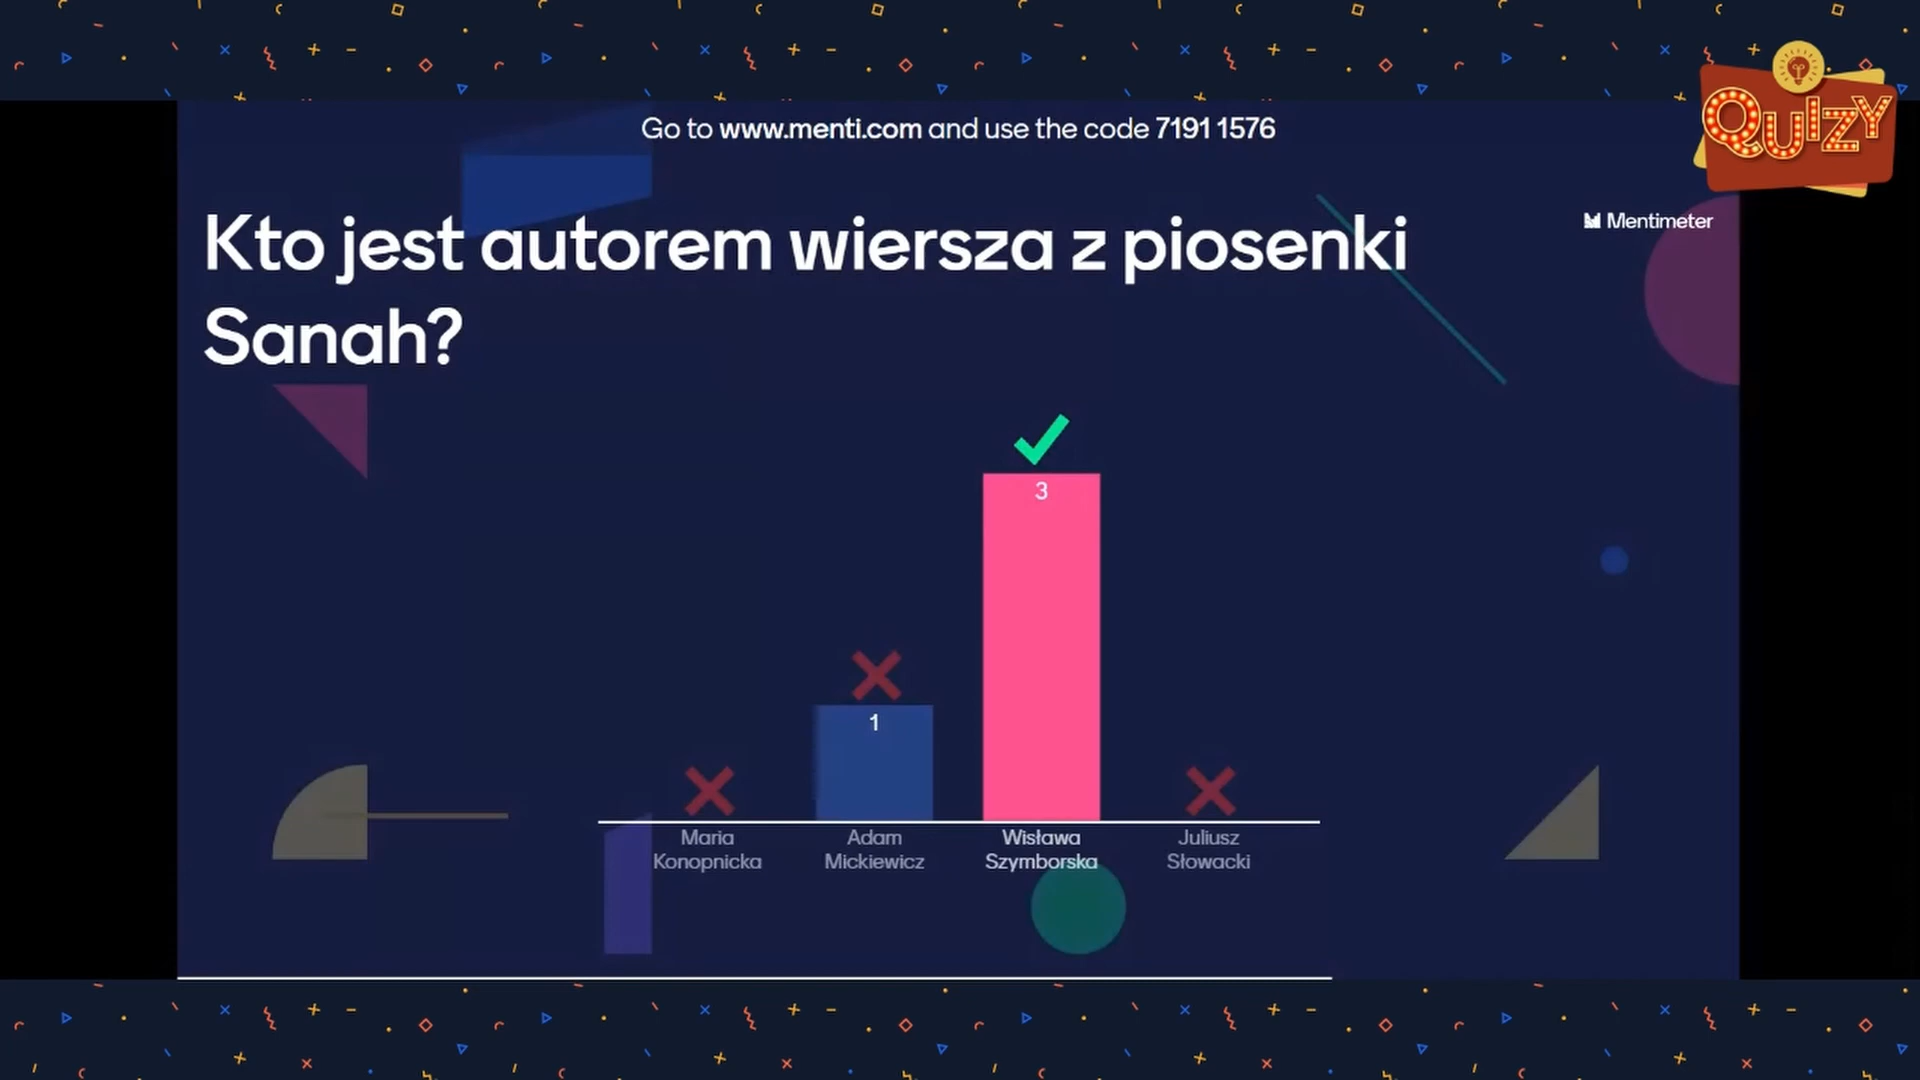 Go to www.menti.com and use the code 7191 1576
QUIZY
Kto jest autorem wiersza z piosenki
Sanah?
Mentimeter
3
1
Maria
Konopnicka
Adam
Mickiewicz
Wisława
Szymborska
Juliusz
Słowacki